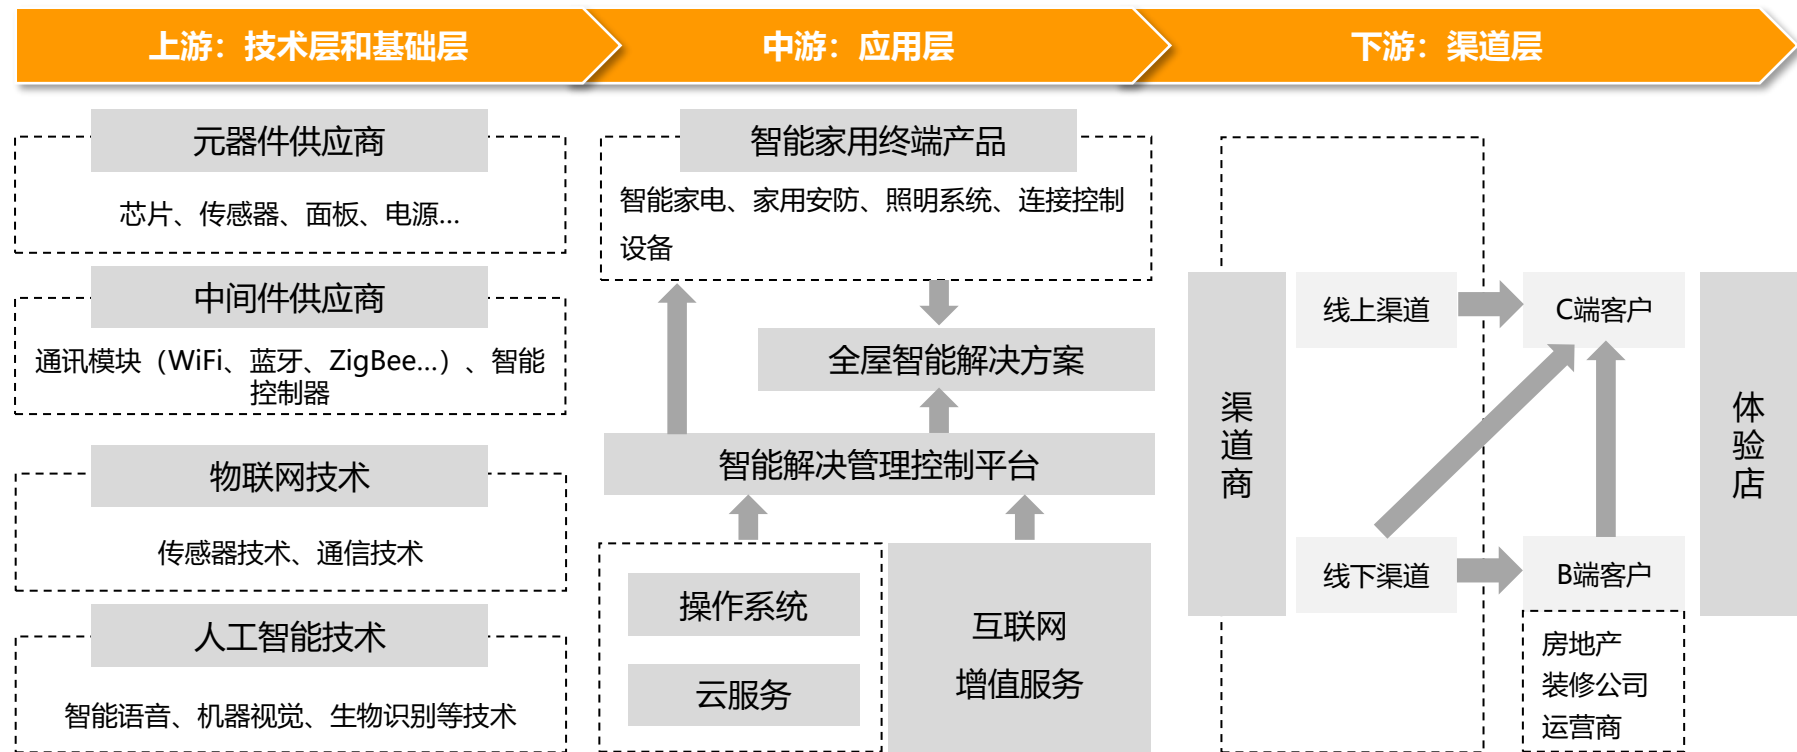 上游：技术层和基础层
中游：应用层
下游：渠道层
元器件供应商
芯片、传感器、面板、电源...
中间件供应商
通讯模块（WiFi、蓝牙、ZigBee...）、智能
控制器
物联网技术
传感器技术、通信技术
人工智能技术
智能语音、机器视觉、生物识别等技术
智能家用终端产品
智能家电、家用安防、照明系统、连接控制
设备
全屋智能解决方案
智能解决管理控制平台
操作系统
云服务
互联网
增值服务
渠道商
线上渠道
C端客户
线下渠道
B端客户
房地产
装修公司
运营商
体验店